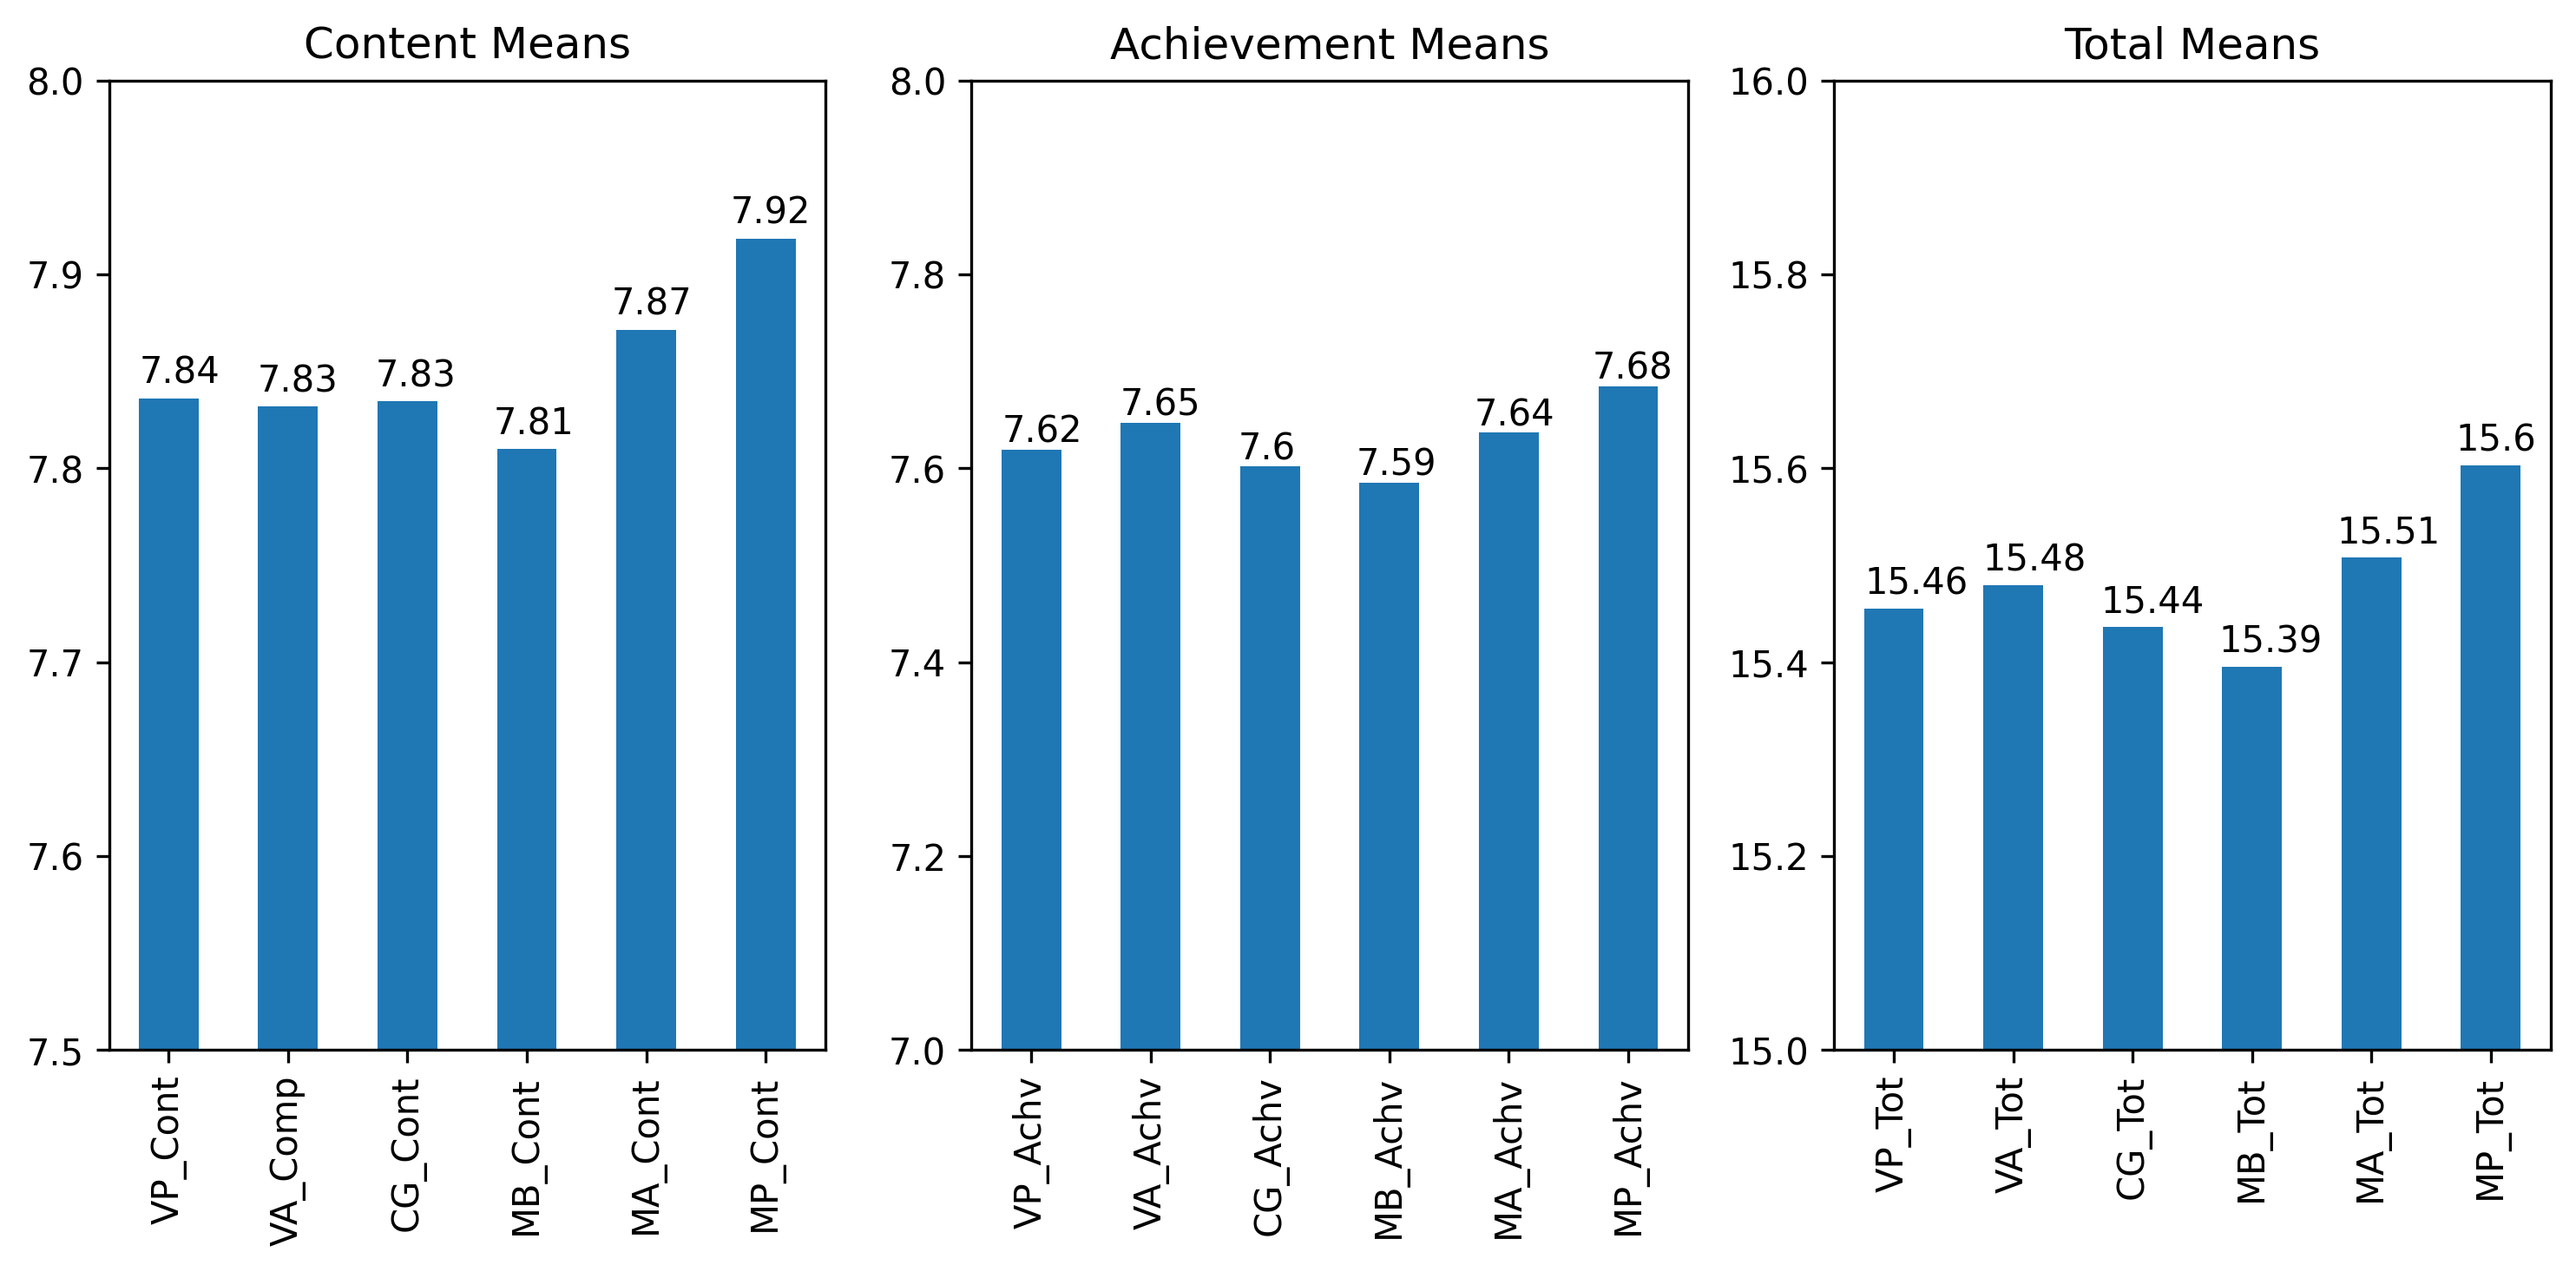 Content Means
8.0
7.9
7.8
7.7
7.6
7.5
7.84
7.83
7.83
7.81
7.87
7.92
VP_Cont
VA_Comp
CG_Cont
MB_Cont
MA_Cont
MP_Cont
Achievement Means
8.0
7.8
7.6
7.4
7.2
7.0
7.62
7.65
7.6
7.59
7.64
7.68
VP_Achv
VA_Achv
CG_Achv
MB_Achv
MA_Achv
MP_Achv
Total Means
16.0
15.8
15.6
15.4
15.2
15.0
15.46
15.48
15.44
15.39
15.51
15.6
VP_Tot
VA_Tot
CG_Tot
MB_Tot
MA_Tot
MP_Tot